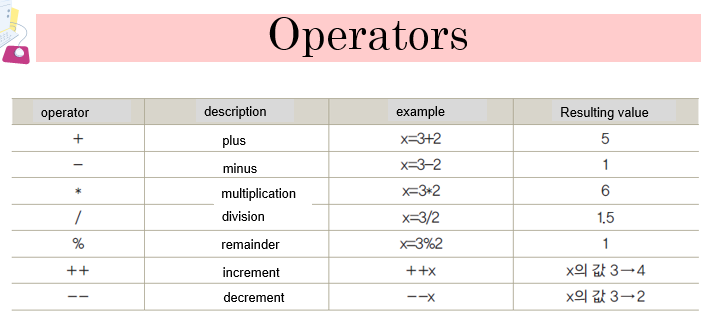 Operators
operator description example Resulting value
+ plus x=3+2 5
− minus x=3−2 1
* multiplication x=3*2 6
/ division x=3/2 1.5
% remainder x=3%2 1
++ increment ++x x의 값 3→4
−− decrement −−x x의 값 3→2